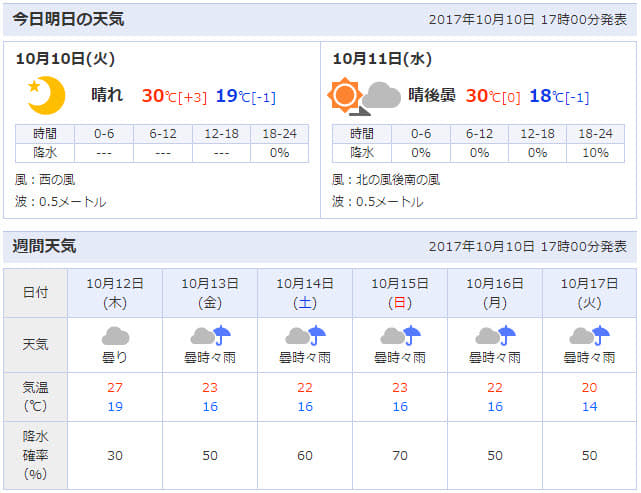 今日明日の天気 2017年10月10日 17時00分発表
10月10日(火)
晴れ 30℃[+3] 19℃[-1]
時間 0-6 6-12 12-18 18-24
降水 --- --- --- 0%
風：西の風
波：0.5メートル
10月11日(水)
晴後曇 30℃[0] 18℃[-1]
時間 0-6 6-12 12-18 18-24
降水 0% 0% 0% 10%
風：北の風後南の風
波：0.5メートル
週間天気 2017年10月10日 17時00分発表
日付 10月12日(木) 10月13日(金) 10月14日(土) 10月15日(日) 10月16日(月) 10月17日(火)
天気 曇り 曇時々雨 曇時々雨 曇時々雨 曇時々雨 曇時々雨
気温(℃) 27 23 22 23 22 20
19 16 16 16 16 14
降水確率(%) 30 50 60 70 50 50